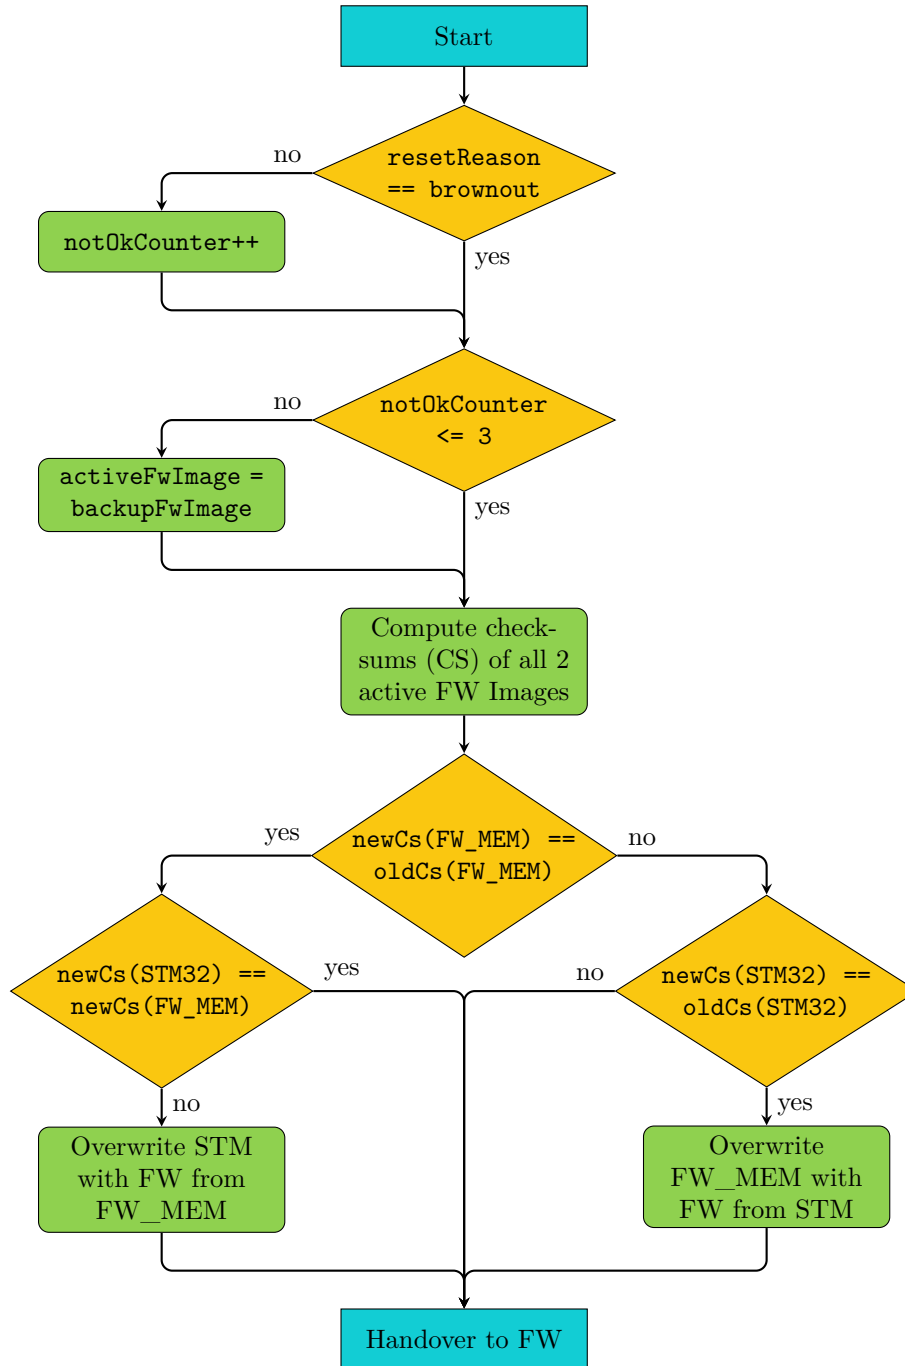 Start
no
resetReason
== brownout
notOkCounter++
yes
no
notOkCounter
<= 3
activeFwImage =
backupFwImage
yes
Compute check-
sums (CS) of all 2
active FW Images
yes
newCs(FW_MEM) ==
oldCs(FW_MEM)
no
newCs(STM32) ==
newCs(FW_MEM)
yes
no
newCs(STM32) ==
oldCs(STM32)
no
yes
Overwrite STM
with FW from
FW_MEM
Overwrite
FW_MEM with
FW from STM
Handover to FW